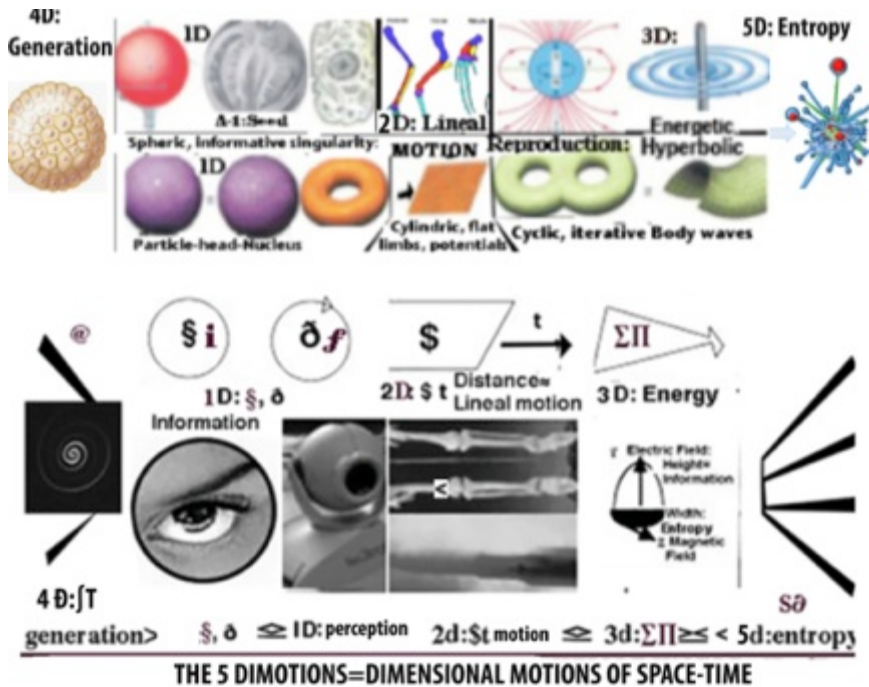 4D:
Generation
1D
3D:
5D: Entropy
Δ-1: Seed
2D: Lineal
Energetic
Spheric, informative singularity:
MOTION
Reproduction:
Hyperbolic
1D
Particle-head-Nucleus
Cylindric, flat
limbs, potentials
Cyclic, iterative Body waves
@
§ i
ð ƒ
$
t
ΣΠ
1D: §, ð
2D: $ t
Distance≈
Lineal motion
3D: Energy
Information
Electric Field:
Height=
Information
<
Width:
Entropy
Magnetic
Field
4 Ð:∫T
S∂
generation> §, ð ≤≥ 1D: perception 2d:$t motion ≤≥ 3d:ΣΠ≥≤ < 5d:entropy
THE 5 DIMOTIONS=DIMENSIONAL MOTIONS OF SPACE-TIME